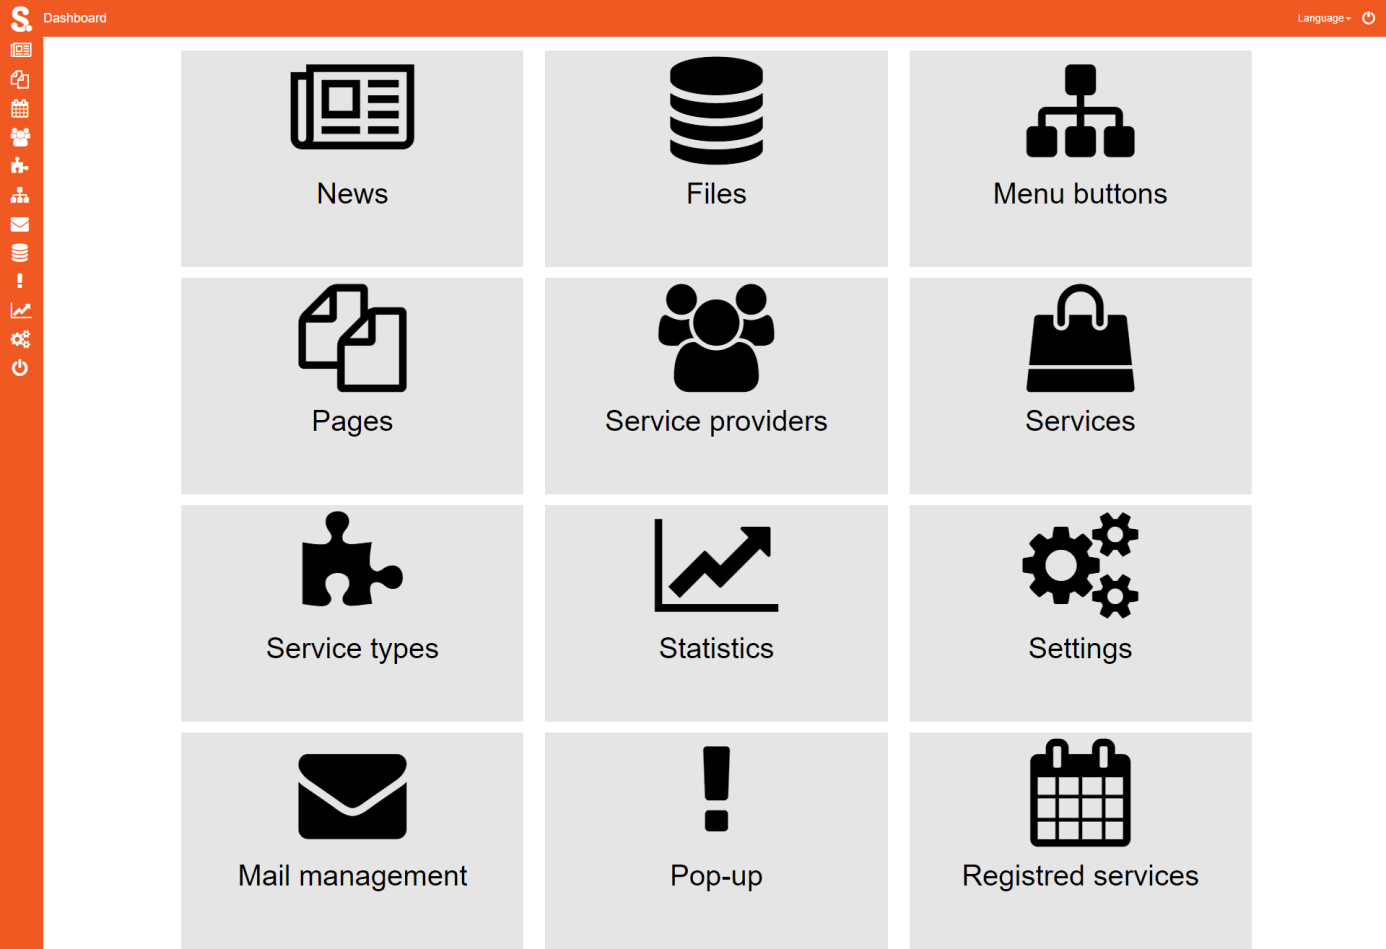 S.
Dashboard
Language
News
Files
Menu buttons
Pages
Service providers
Services
Service types
Statistics
Settings
Mail management
Pop-up
Registred services